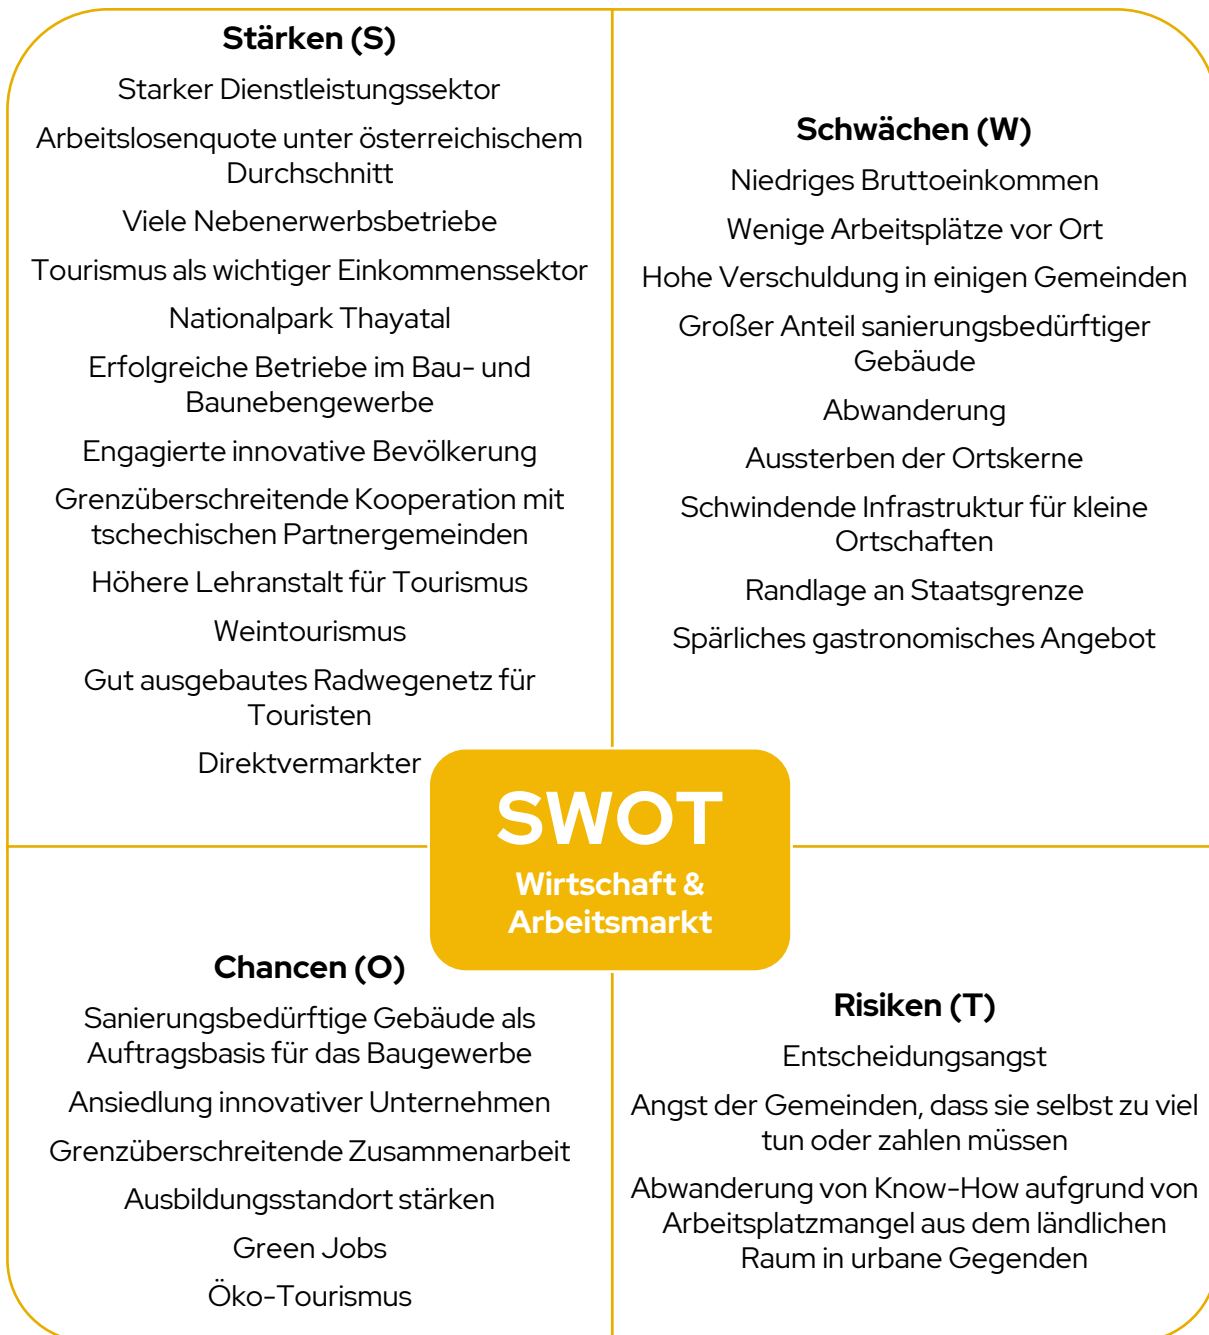 Stärken (S)
Starker Dienstleistungssektor
Arbeitslosenquote unter österreichischem
Durchschnitt
Viele Nebenerwerbsbetriebe
Tourismus als wichtiger Einkommenssektor
Nationalpark Thayatal
Erfolgreiche Betriebe im Bau- und
Baunebengewerbe
Engagierte innovative Bevölkerung
Grenzüberschreitende Kooperation mit
tschechischen Partnergemeinden
Höhere Lehranstalt für Tourismus
Weintourismus
Gut ausgebautes Radwegenetz für
Touristen
Direktvermarkter
Schwächen (W)
Niedriges Bruttoeinkommen
Wenige Arbeitsplätze vor Ort
Hohe Verschuldung in einigen Gemeinden
Großer Anteil sanierungsbedürftiger
Gebäude
Abwanderung
Aussterben der Ortskerne
Schwindende Infrastruktur für kleine
Ortschaften
Randlage an Staatsgrenze
Spärliches gastronomisches Angebot
SWOT
Wirtschaft &
Arbeitsmarkt
Chancen (O)
Sanierungsbedürftige Gebäude als
Auftragsbasis für das Baugewerbe
Ansiedlung innovativer Unternehmen
Grenzüberschreitende Zusammenarbeit
Ausbildungsstandort stärken
Green Jobs
Öko-Tourismus
Risiken (T)
Entscheidungsangst
Angst der Gemeinden, dass sie selbst zu viel
tun oder zahlen müssen
Abwanderung von Know-How aufgrund von
Arbeitsplatzmangel aus dem ländlichen
Raum in urbane Gegenden